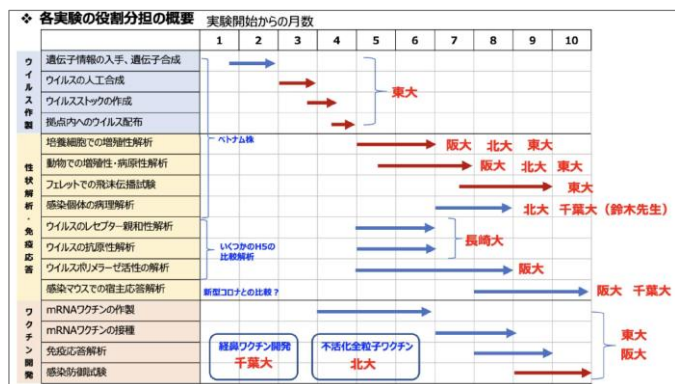 ❖ 各実験の役割分担の概要 実験開始からの月数
1 2 3 4 5 6 7 8 9 10
ウイルス作製
遺伝子情報の入手、遺伝子合成
ウイルスの人工合成
ウイルスストックの作成
拠点内へのウイルス配布
東大
性状解析・免疫応答
ベトナム株
培養細胞での増殖性解析
阪大 北大 東大
動物での増殖性・病原性解析
阪大 北大 東大
フェレットでの飛沫伝播試験
東大
感染個体の病理解析
北大 千葉大（鈴木先生）
ウイルスのレセプター親和性解析
ウイルスの抗原性解析
いくつかのH5の
比較解析
長崎大
ウイルスポリメラーゼ活性の解析
阪大
感染マウスでの宿主応答解析
新型コロナとの比較？
阪大 千葉大
ワクチン開発
mRNAワクチンの作製
mRNAワクチンの接種
免疫応答解析
感染防御試験
経鼻ワクチン開発
千葉大
不活化全粒子ワクチン
北大
東大
阪大